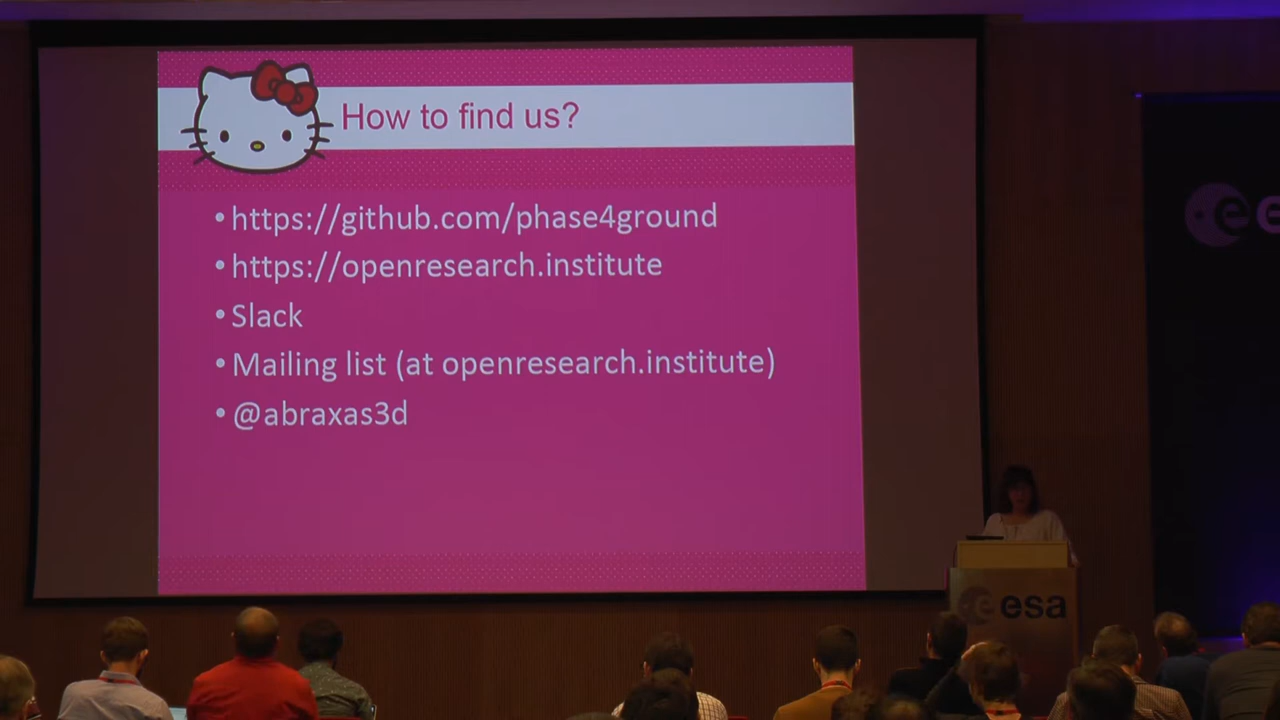 How to find us?
• https://github.com/phase4ground
• https://openresearch.institute
• Slack
• Mailing list (at openresearch.institute)
• @abraxas3d
esa